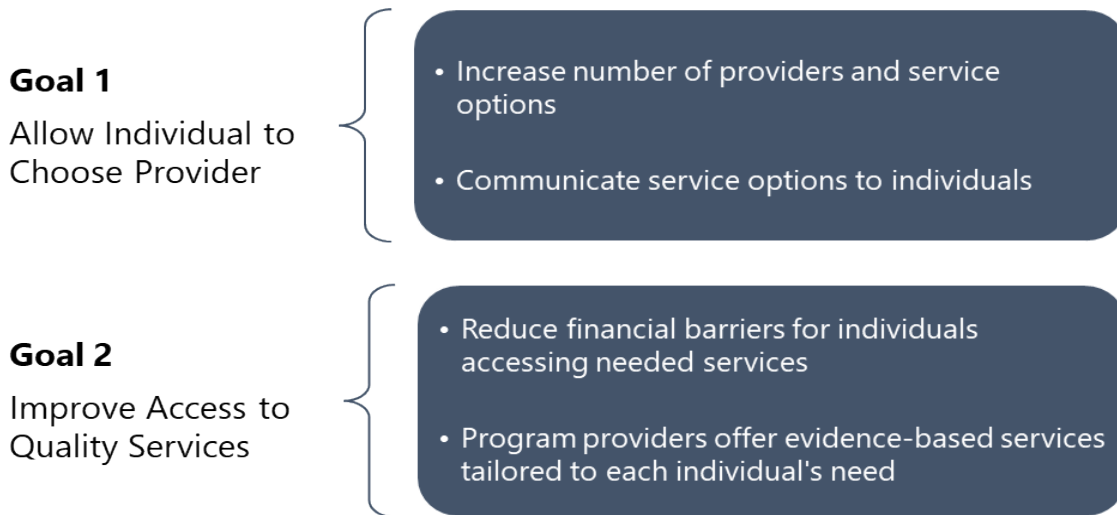 Goal 1
Allow Individual to
Choose Provider
• Increase number of providers and service
options
• Communicate service options to individuals
Goal 2
Improve Access to
Quality Services
• Reduce financial barriers for individuals
accessing needed services
• Program providers offer evidence-based services
tailored to each individual's need